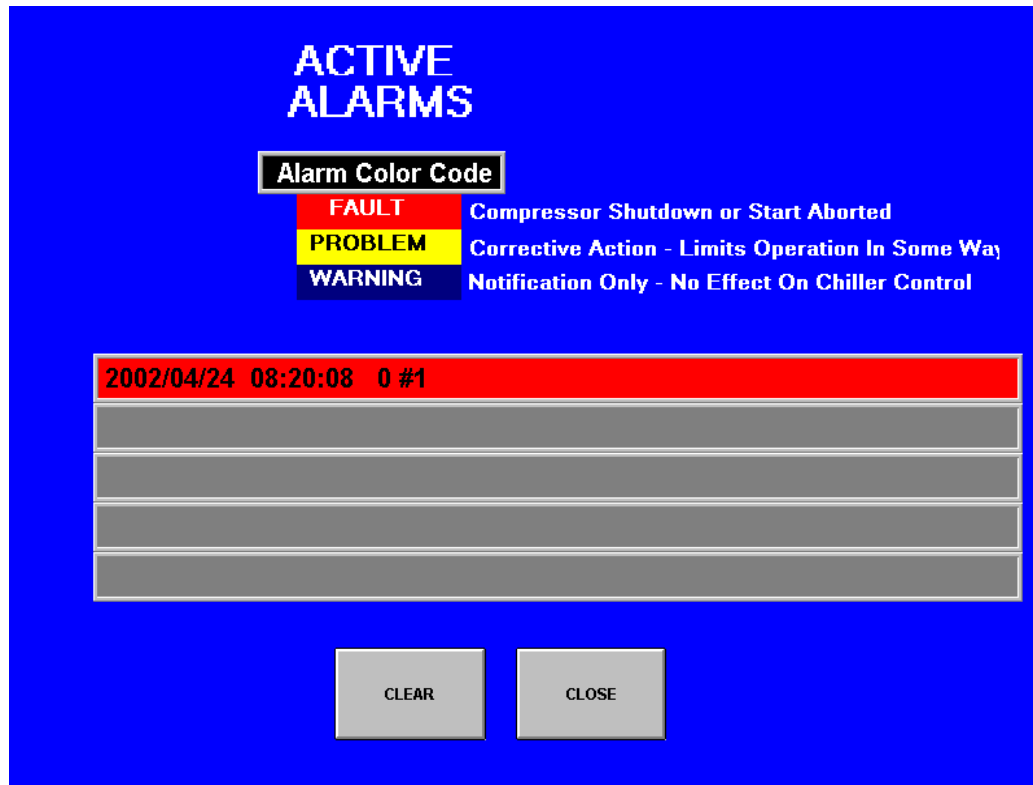 ACTIVE
ALARMS
Alarm Color Code
FAULT Compressor Shutdown or Start Aborted
PROBLEM Corrective Action - Limits Operation In Some Way
WARNING Notification Only - No Effect On Chiller Control
2002/04/24 08:20:08 0 #1
CLEAR CLOSE